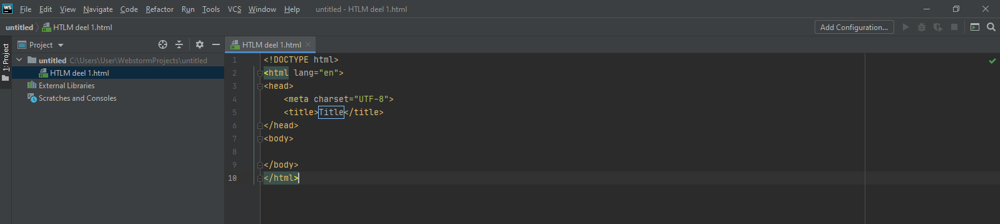 WS File Edit View Navigate Code Refactor Run Tools VCS Window Help untitled - HTLM deel 1.html
untitled HTLM deel 1.html Add Configuration...
1: Project
Project
untitled C:\Users\User\WebstormProjects\untitled
HTLM deel 1.html
External Libraries
Scratches and Consoles
HTLM deel 1.html
1 <!DOCTYPE html>
2 <html lang="en">
3 <head>
4 <meta charset="UTF-8">
5 <title>Title</title>
6 </head>
7 <body>
8
9 </body>
10 </html>